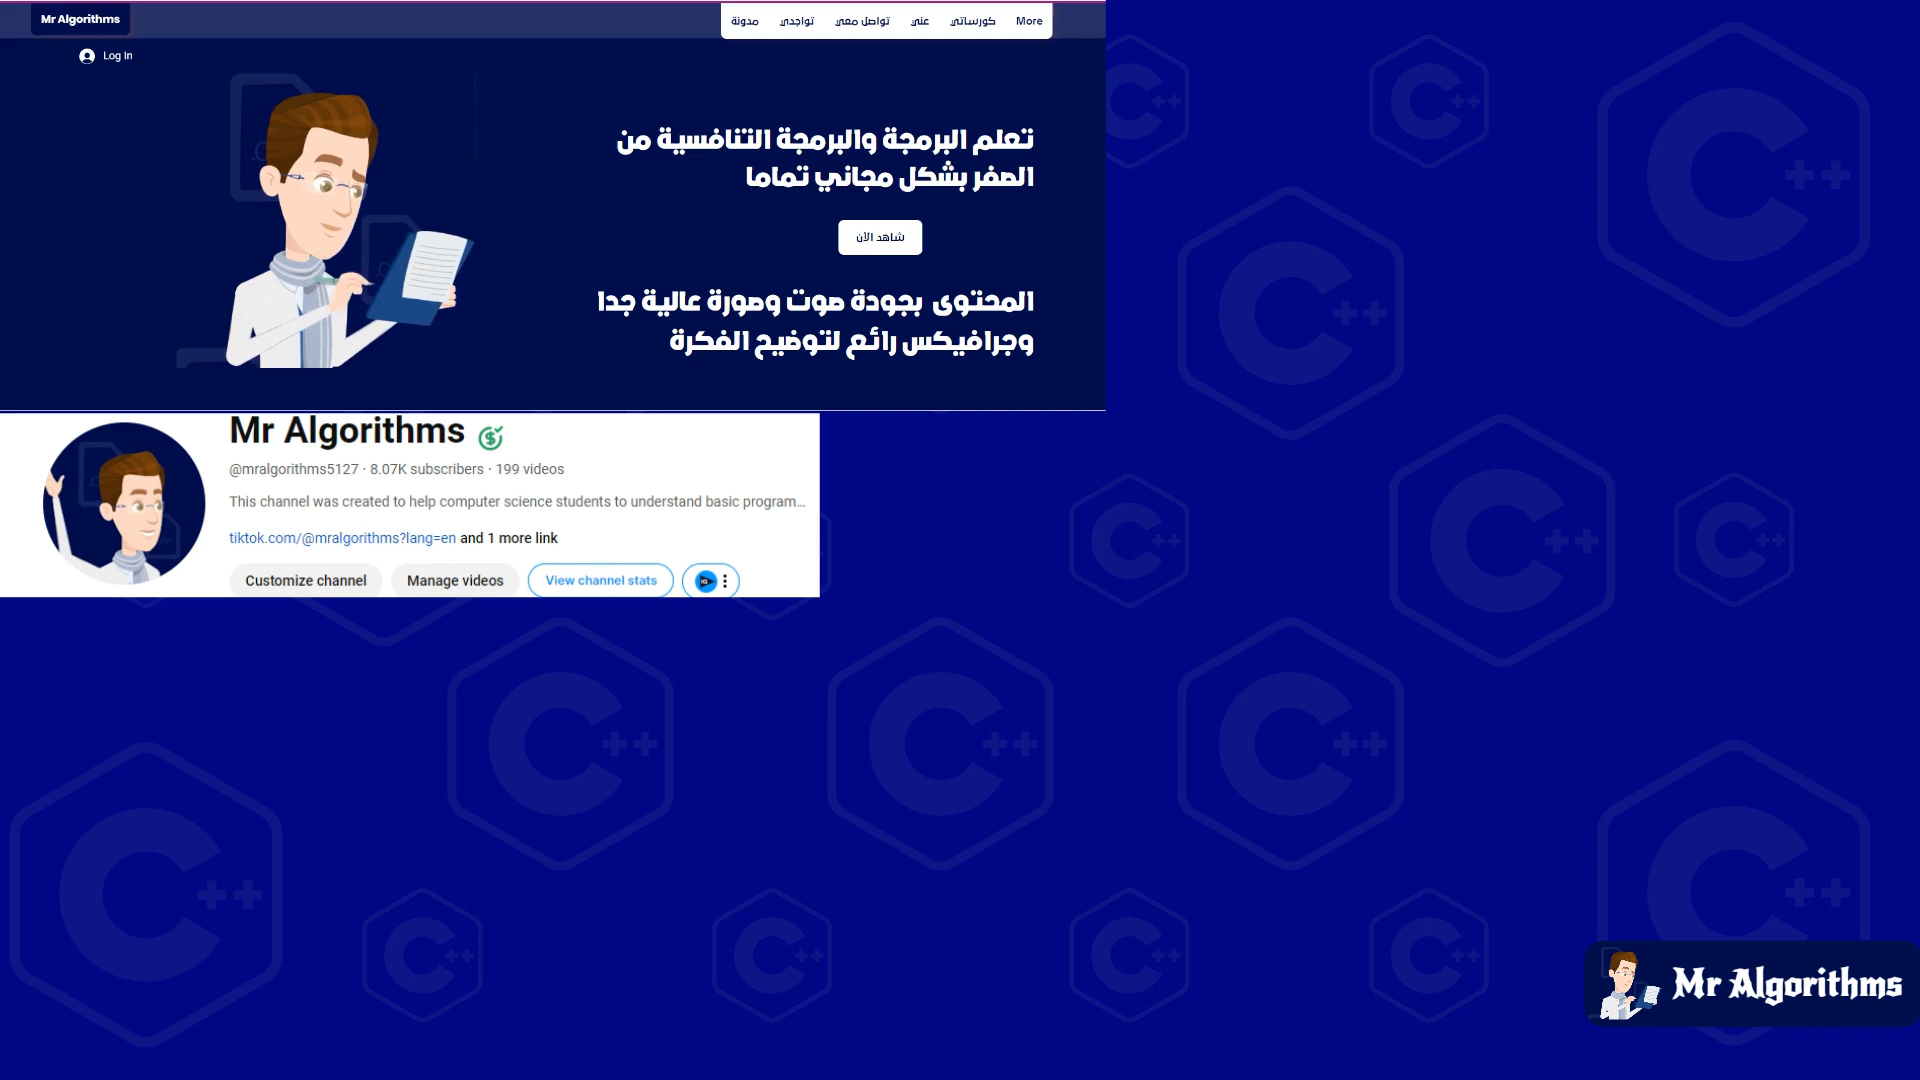 Mr Algorithms
مدونة تواجدي تواصل معي عني كورساتي More
Log In
تعلم البرمجة والبرمجة التنافسية من
الصفر بشكل مجاني تماما
شاهد الآن
المحتوى بجودة صوت وصورة عالية جدا
وجرافيكس رائع لتوضيح الفكرة
Mr Algorithms
@mralgorithms5127 · 8.07K subscribers · 199 videos
This channel was created to help computer science students to understand basic program...
tiktok.com/@mralgorithms?lang=en and 1 more link
Customize channel Manage videos View channel stats
Mr Algorithms